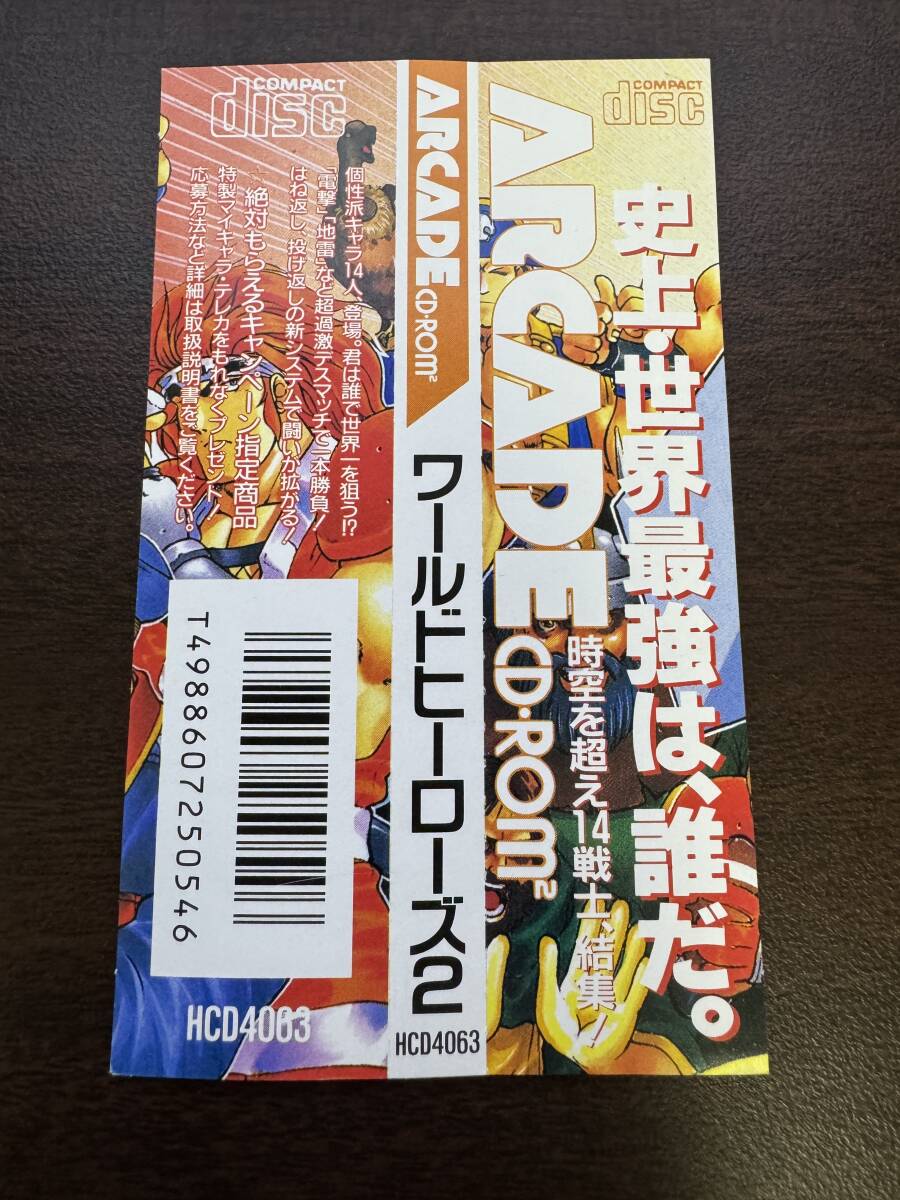 COMPACT
disc
史上・世界最強は、誰だ。
ARCADE
CD・ROM²
時空を超え14戦士、結集!
ARCADE CD・ROM²
ワールドヒーローズ2
HCD4063
COMPACT
disc
個性派キャラ14人、登場。君は誰で世界一を狙う!?
「電撃」「地雷」など超過激デスマッチで一本勝負!
はね返し、投げ返しの新システムで闘いが拡がる!
絶対もらえるキャンペーン指定商品
特製マイキャラ・テレカをもれなくプレゼント!
応募方法など詳細は取扱説明書をご覧ください。
T4988607250546
HCD4063